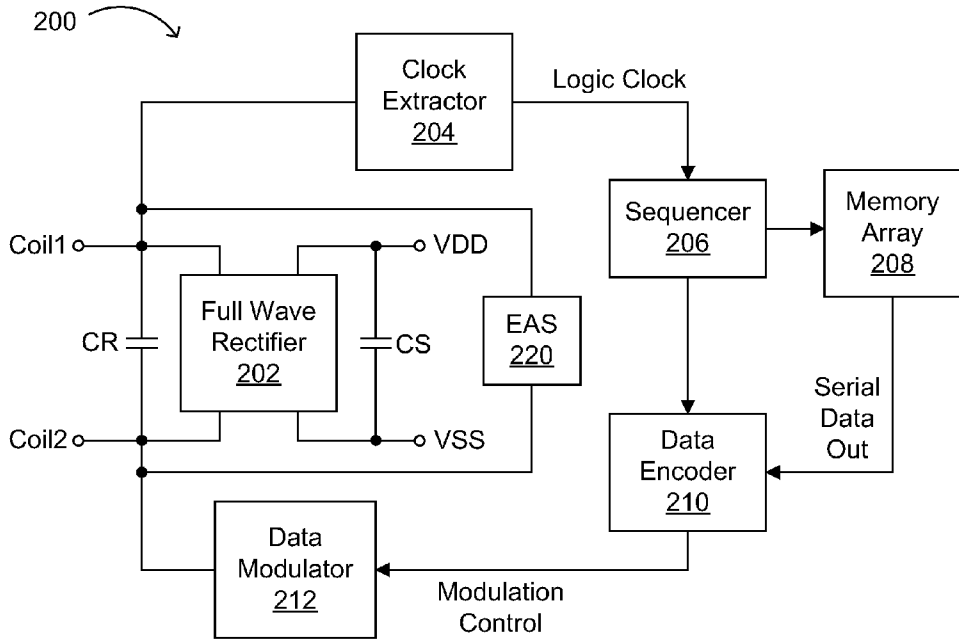 200
Clock
Extractor
204
Logic Clock
Sequencer
206
Memory
Array
208
Coil1
VDD
Full Wave
Rectifier
202
CR
CS
EAS
220
Coil2
VSS
Serial
Data
Out
Data
Encoder
210
Data
Modulator
212
Modulation
Control